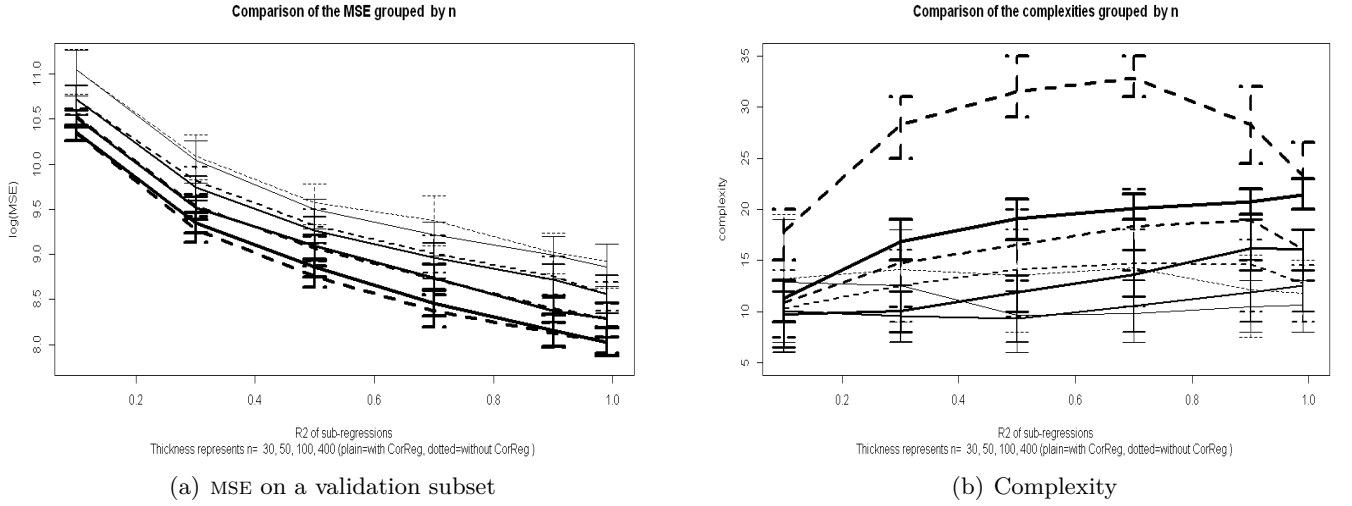 Comparison of the MSE grouped by n
log(MSE)
11.0
10.5
10.0
9.5
9.0
8.5
8.0
0.2 0.4 0.6 0.8 1.0
R2 of sub-regressions
Thickness represents n= 30, 50, 100, 400 (plain=with CorReg, dotted=without CorReg )
(a) MSE on a validation subset
Comparison of the complexities grouped by n
complexity
35
30
25
20
15
10
5
0.2 0.4 0.6 0.8 1.0
R2 of sub-regressions
Thickness represents n= 30, 50, 100, 400 (plain=with CorReg, dotted=without CorReg )
(b) Complexity